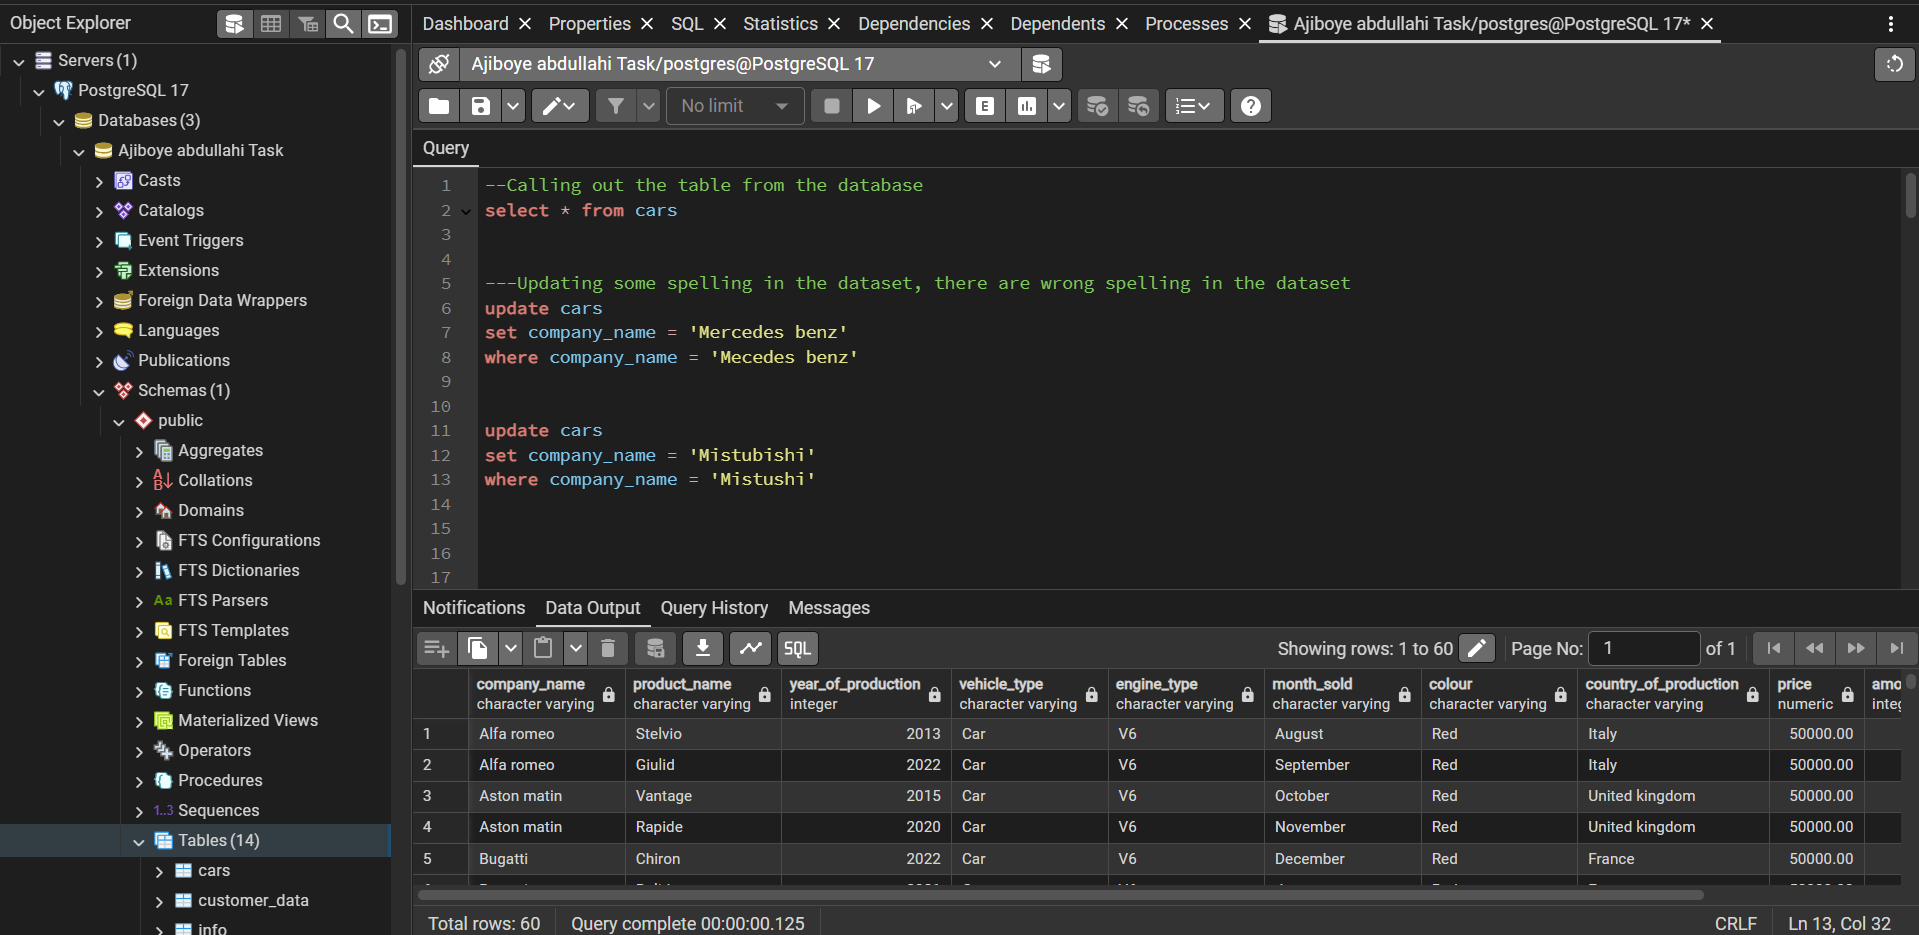 Object Explorer
Servers (1)
PostgreSQL 17
Databases (3)
Ajiboye abdullahi Task
Casts
Catalogs
Event Triggers
Extensions
Foreign Data Wrappers
Languages
Publications
Schemas (1)
public
Aggregates
Collations
Domains
FTS Configurations
FTS Dictionaries
Aa FTS Parsers
FTS Templates
Foreign Tables
Functions
Materialized Views
Operators
Procedures
1..3 Sequences
Tables (14)
cars
customer_data
info
Dashboard Properties SQL Statistics Dependencies Dependents Processes Ajiboye abdullahi Task/postgres@PostgreSQL 17*
Ajiboye abdullahi Task/postgres@PostgreSQL 17
No limit E
Query
1 --Calling out the table from the database
2 select * from cars
3
4
5 ---Updating some spelling in the dataset, there are wrong spelling in the dataset
6 update cars
7 set company_name = 'Mercedes benz'
8 where company_name = 'Mecedes benz'
9
10
11 update cars
12 set company_name = 'Mistubishi'
13 where company_name = 'Mistushi'
14
15
16
17
Notifications Data Output Query History Messages
SQL Showing rows: 1 to 60 Page No: 1 of 1
company_name product_name year_of_production vehicle_type engine_type month_sold colour country_of_production price amo
character varying character varying integer character varying character varying character varying character varying character varying numeric integ
1 Alfa romeo Stelvio 2013 Car V6 August Red Italy 50000.00
2 Alfa romeo Giulid 2022 Car V6 September Red Italy 50000.00
3 Aston matin Vantage 2015 Car V6 October Red United kingdom 50000.00
4 Aston matin Rapide 2020 Car V6 November Red United kingdom 50000.00
5 Bugatti Chiron 2022 Car V6 December Red France 50000.00
Total rows: 60 Query complete 00:00:00.125 CRLF Ln 13, Col 32